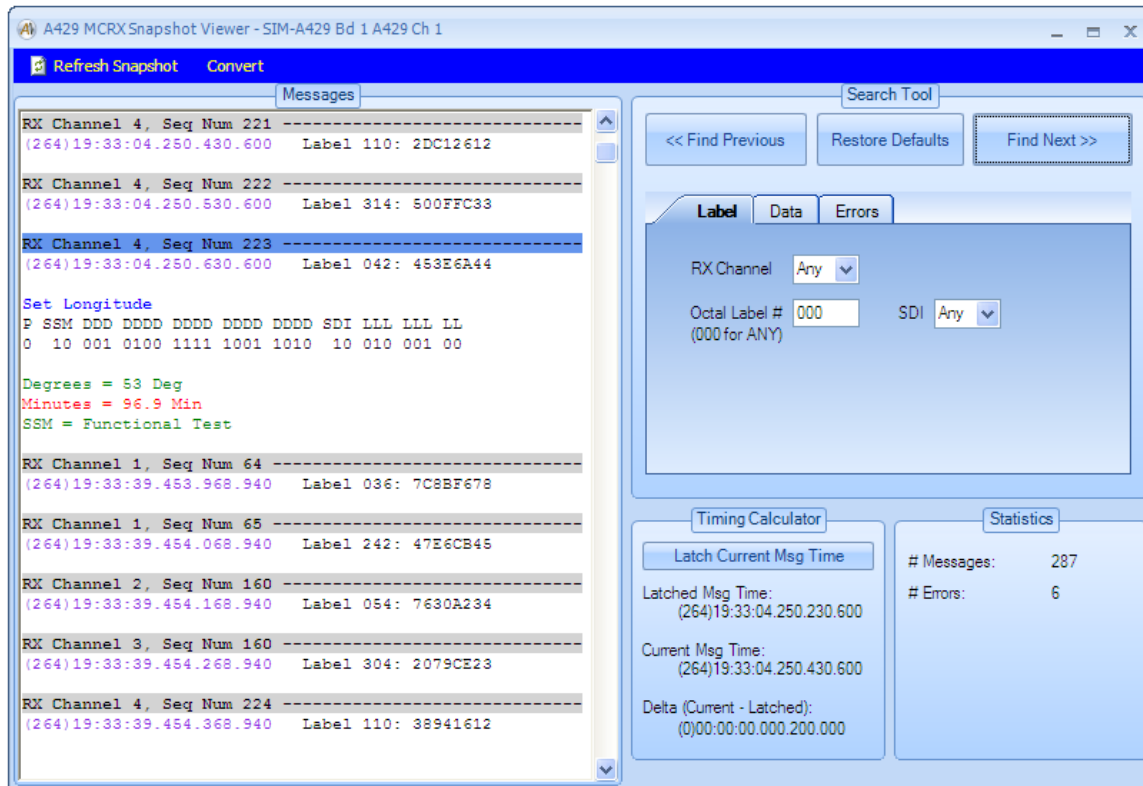 A429 MCRX Snapshot Viewer - SIM-A429 Bd 1 A429 Ch 1
Refresh Snapshot Convert
Messages
RX Channel 4, Seq Num 221 ------------------------------
(264)19:33:04.250.430.600 Label 110: 2DC12612
RX Channel 4, Seq Num 222 ------------------------------
(264)19:33:04.250.530.600 Label 314: 500FFC33
RX Channel 4, Seq Num 223 ------------------------------
(264)19:33:04.250.630.600 Label 042: 453E6A44
Set Longitude
P SSM DDD DDDD DDDD DDDD DDDD SDI LLL LLL LL
0 10 001 0100 1111 1001 1010 10 010 001 00
Degrees = 53 Deg
Minutes = 96.9 Min
SSM = Functional Test
RX Channel 1, Seq Num 64 -------------------------------
(264)19:33:39.453.968.940 Label 036: 7C8BF678
RX Channel 1, Seq Num 65 -------------------------------
(264)19:33:39.454.068.940 Label 242: 47E6CB45
RX Channel 2, Seq Num 160 ------------------------------
(264)19:33:39.454.168.940 Label 054: 7630A234
RX Channel 3, Seq Num 160 ------------------------------
(264)19:33:39.454.268.940 Label 304: 2079CE23
RX Channel 4, Seq Num 224 ------------------------------
(264)19:33:39.454.368.940 Label 110: 38941612
Search Tool
<< Find Previous Restore Defaults Find Next >>
Label Data Errors
RX Channel Any
Octal Label # 000 SDI Any
(000 for ANY)
Timing Calculator
Latch Current Msg Time
Latched Msg Time:
(264)19:33:04.250.230.600
Current Msg Time:
(264)19:33:04.250.430.600
Delta (Current - Latched):
(0)00:00:00.000.200.000
Statistics
# Messages: 287
# Errors: 6